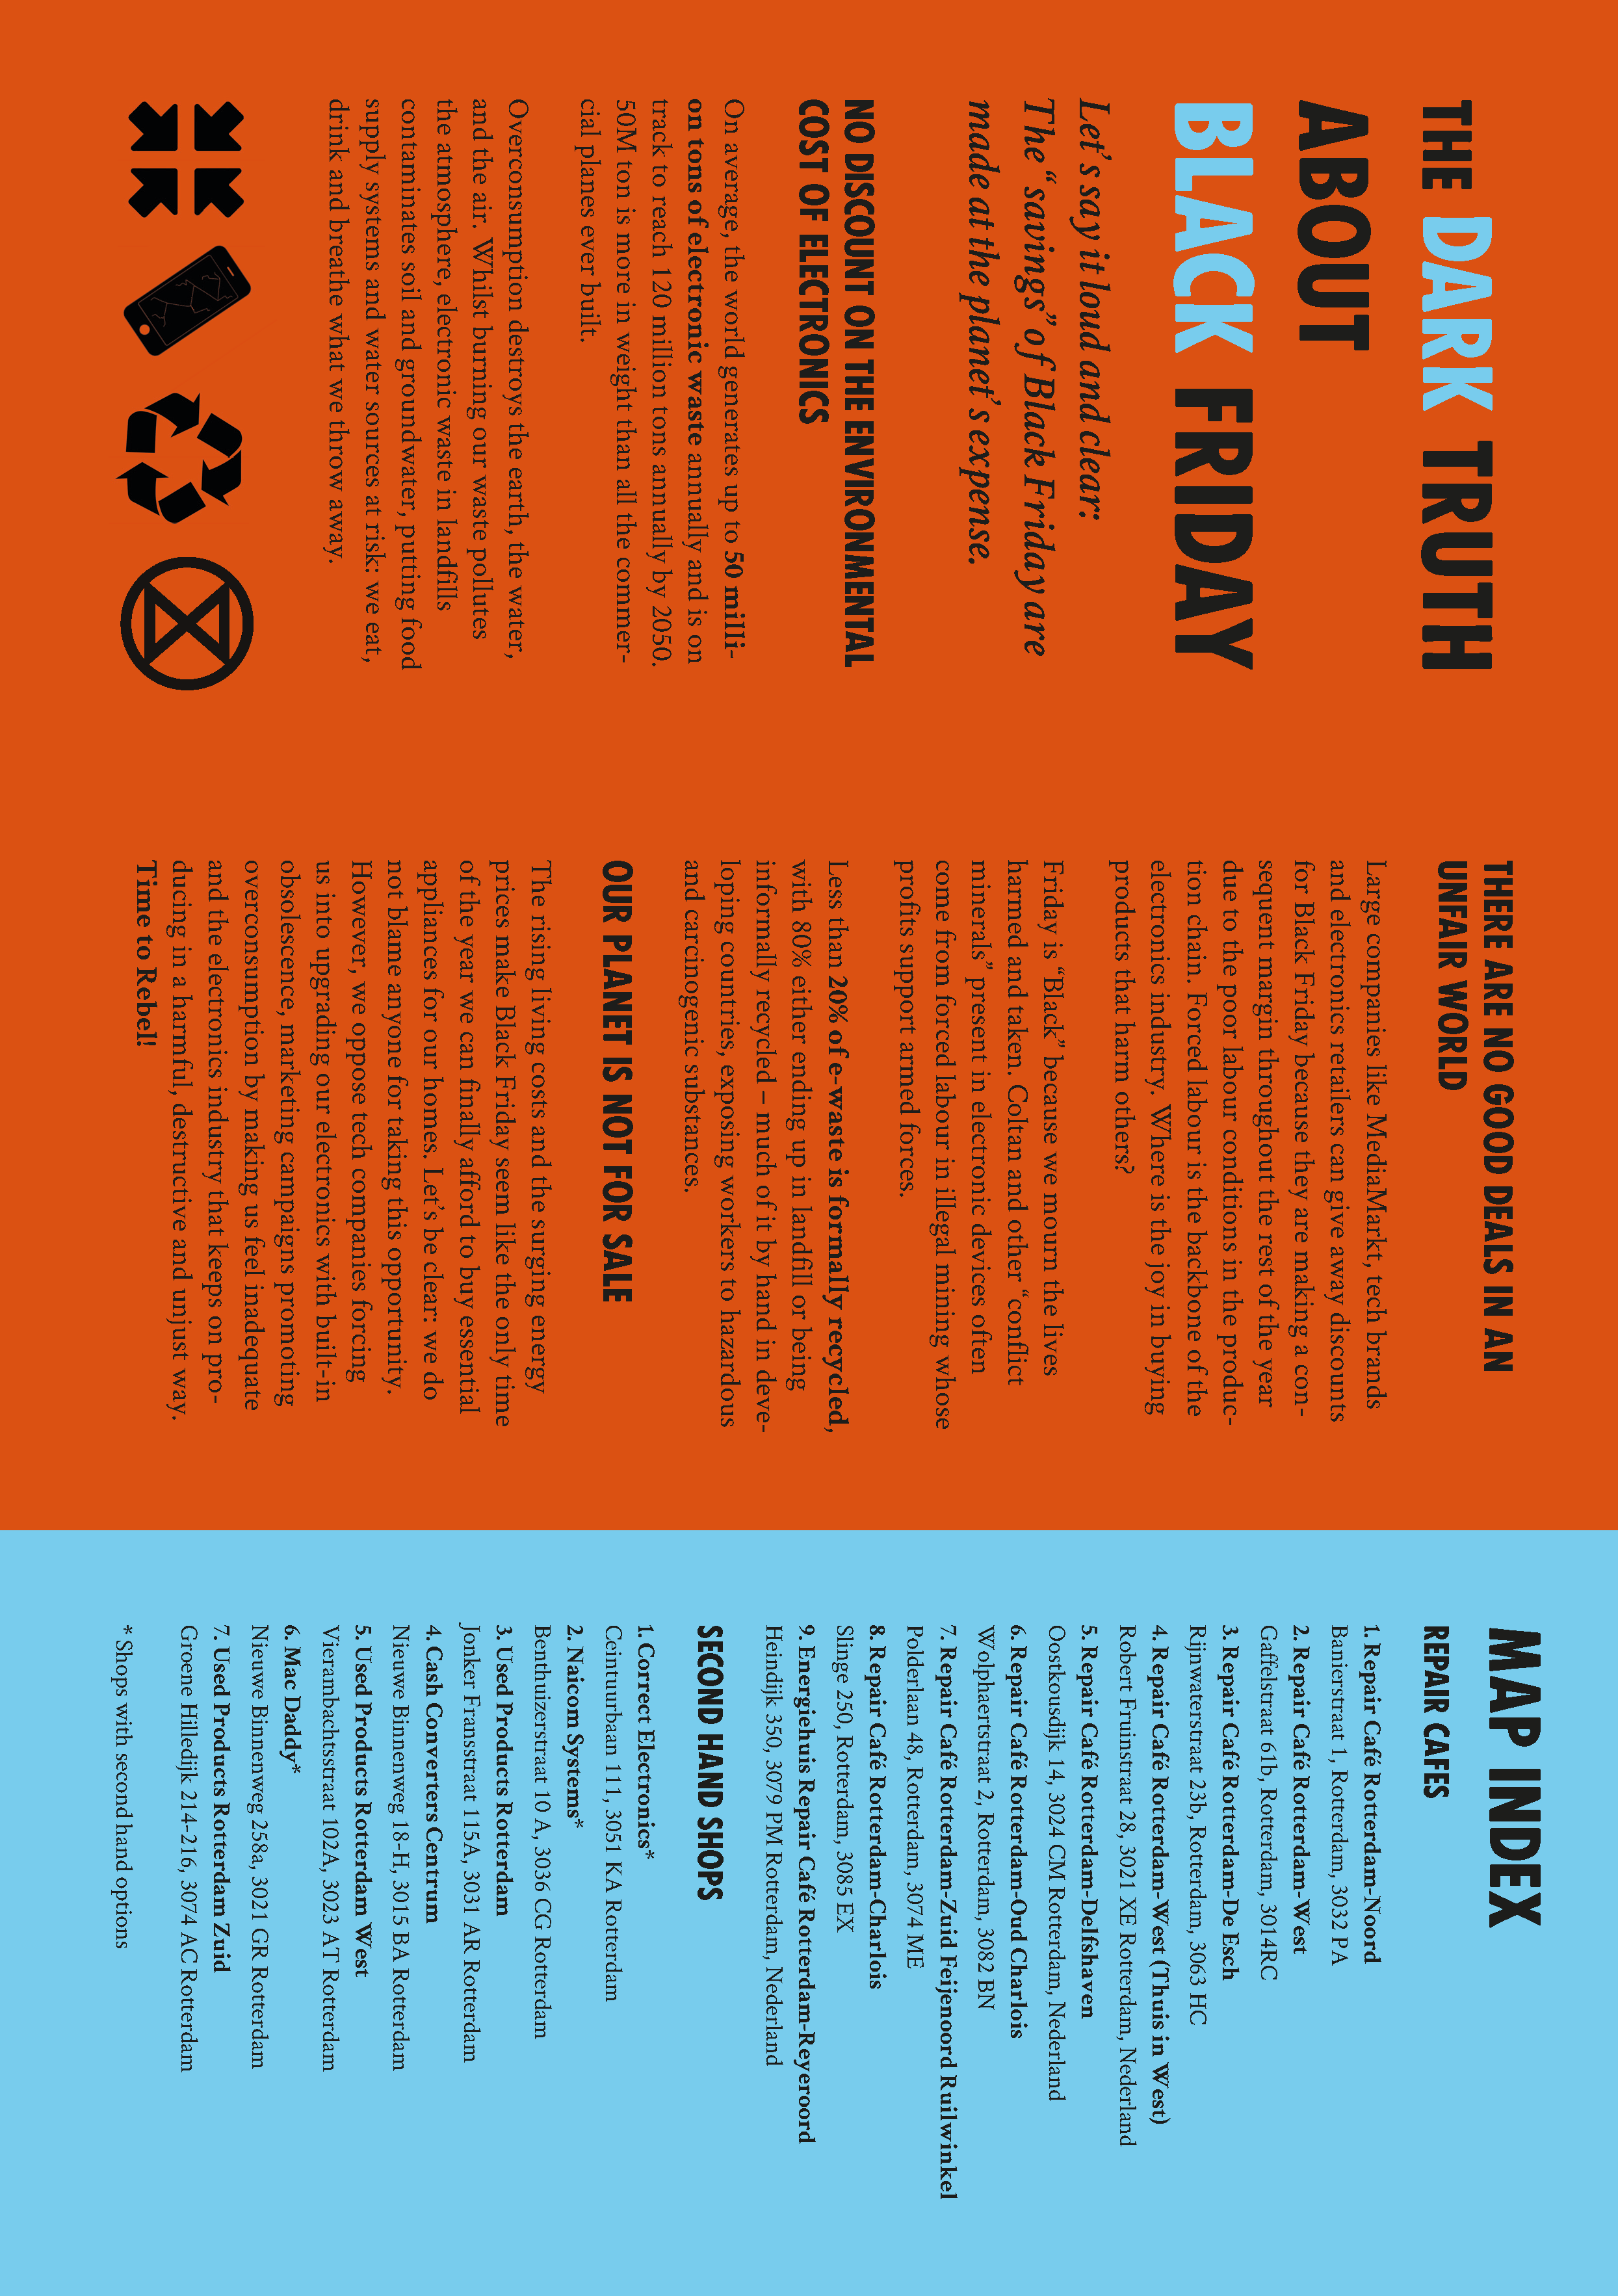 THE DARK TRUTH
ABOUT
BLACK FRIDAY
Let's say it loud and clear:
The “savings” of Black Friday are
made at the planet's expense.
NO DISCOUNT ON THE ENVIRONMENTAL
COST OF ELECTRONICS
On average, the world generates up to 50 milli-
on tons of electronic waste annually and is on
track to reach 120 million tons annually by 2050.
50M ton is more in weight than all the commer-
cial planes ever built.
Overconsumption destroys the earth, the water,
and the air. Whilst burning our waste pollutes
the atmosphere, electronic waste in landfills
contaminates soil and groundwater, putting food
supply systems and water sources at risk: we eat,
drink and breathe what we throw away.
THERE ARE NO GOOD DEALS IN AN
UNFAIR WORLD
Large companies like MediaMarkt, tech brands
and electronics retailers can give away discounts
for Black Friday because they are making a con-
sequent margin throughout the rest of the year
due to the poor labour conditions in the produc-
tion chain. Forced labour is the backbone of the
electronics industry. Where is the joy in buying
products that harm others?
Friday is “Black” because we mourn the lives
harmed and taken. Coltan and other “conflict
minerals” present in electronic devices often
come from forced labour in illegal mining whose
profits support armed forces.
Less than 20% of e-waste is formally recycled,
with 80% either ending up in landfill or being
informally recycled – much of it by hand in deve-
loping countries, exposing workers to hazardous
and carcinogenic substances.
OUR PLANET IS NOT FOR SALE
The rising living costs and the surging energy
prices make Black Friday seem like the only time
of the year we can finally afford to buy essential
appliances for our homes. Let's be clear: we do
not blame anyone for taking this opportunity.
However, we oppose tech companies forcing
us into upgrading our electronics with built-in
obsolescence, marketing campaigns promoting
overconsumption by making us feel inadequate
and the electronics industry that keeps on pro-
ducing in a harmful, destructive and unjust way.
Time to Rebel!
MAP INDEX
REPAIR CAFES
1. Repair Café Rotterdam-Noord
Banierstraat 1, Rotterdam, 3032 PA
2. Repair Café Rotterdam-West
Gaffelstraat 61b, Rotterdam, 3014RC
3. Repair Café Rotterdam-De Esch
Rijnwaterstraat 23b, Rotterdam, 3063 HC
4. Repair Café Rotterdam-West (Thuis in West)
Robert Fruinstraat 28, 3021 XE Rotterdam, Nederland
5. Repair Café Rotterdam-Delfshaven
Oostkousdijk 14, 3024 CM Rotterdam, Nederland
6. Repair Café Rotterdam-Oud Charlois
Wolphaertstraat 2, Rotterdam, 3082 BN
7. Repair Café Rotterdam-Zuid Feijenoord Ruilwinkel
Polderlaan 48, Rotterdam, 3074 ME
8. Repair Café Rotterdam-Charlois
Slinge 250, Rotterdam, 3085 EX
9. Energiehuis Repair Café Rotterdam-Reyeroord
Heindijk 350, 3079 PM Rotterdam, Nederland
SECOND HAND SHOPS
1. Correct Electronics*
Ceintuurbaan 111, 3051 KA Rotterdam
2. Naicom Systems*
Benthuizerstraat 10 A, 3036 CG Rotterdam
3. Used Products Rotterdam
Jonker Fransstraat 115A, 3031 AR Rotterdam
4. Cash Converters Centrum
Nieuwe Binnenweg 18-H, 3015 BA Rotterdam
5. Used Products Rotterdam West
Vierambachtsstraat 102A, 3023 AT Rotterdam
6. Mac Daddy*
Nieuwe Binnenweg 258a, 3021 GR Rotterdam
7. Used Products Rotterdam Zuid
Groene Hilledijk 214-216, 3074 AC Rotterdam
* Shops with second hand options